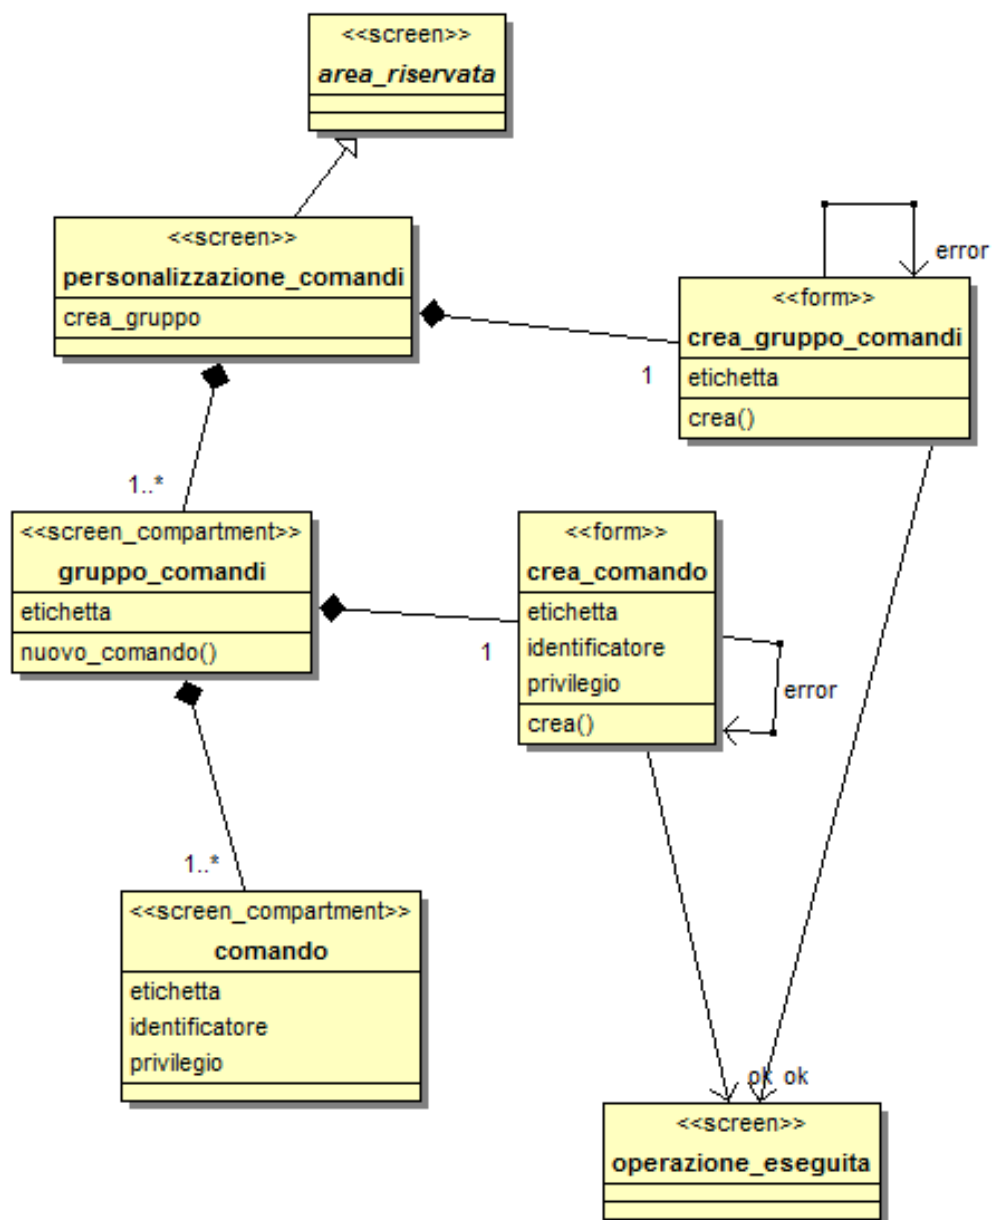 <<screen>>
area_riservata
<<screen>>
personalizzazione_comandi
crea_gruppo
error
<<form>>
crea_gruppo_comandi
etichetta
crea()
1
1..*
<<screen_compartment>>
gruppo_comandi
etichetta
nuovo_comando()
<<form>>
crea_comando
etichetta
identificatore
privilegio
crea()
1
error
1..*
<<screen_compartment>>
comando
etichetta
identificatore
privilegio
ok ok
<<screen>>
operazione_eseguita